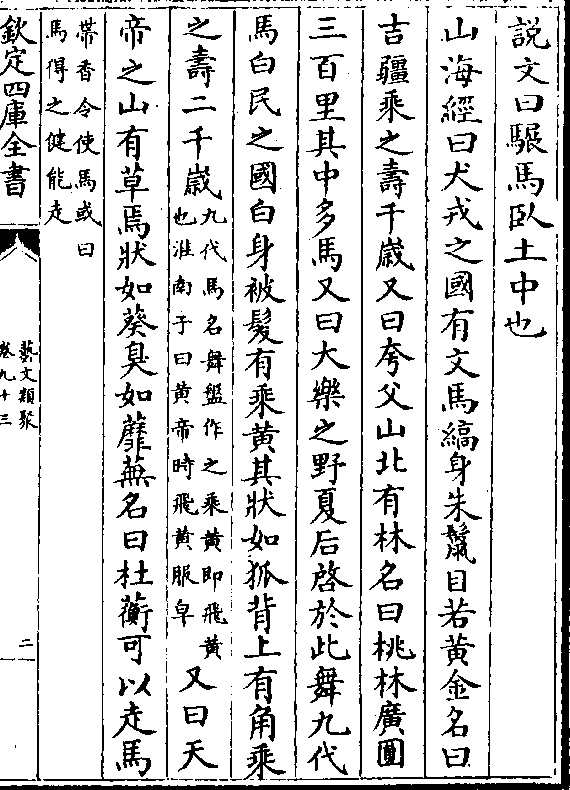 説文曰驏馬臥土中也
山海經曰犬戎之國有文馬縞身朱鬛目若黄金名曰
吉疆乘之壽千嵗又曰夸父山北有林名曰桃林廣圓
三百里其中多馬又曰大樂之野夏后啓於此舞九代
馬白民之國白身被髮有乘黄其狀如狐背上有角乘
之壽二千嵗九代馬名舞盤作之乘黄即飛黄
也淮南子曰黄帝時飛黄服皁又曰天
帝之山有草焉狀如葵臭如蘼蕪名曰杜蘅可以走馬
帶香令使馬或曰
馬得之健能走
欽定四庫全書
藝文類聚
卷九十三
二